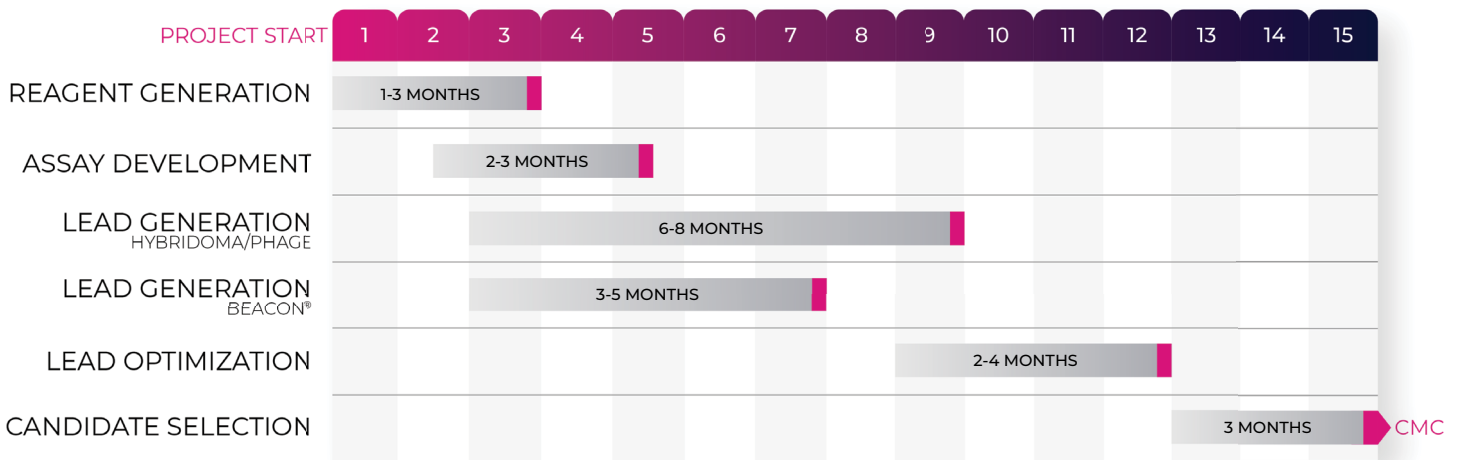 PROJECT START 1 2 3 4 5 6 7 8 9 10 11 12 13 14 15
REAGENT GENERATION 1-3 MONTHS
ASSAY DEVELOPMENT 2-3 MONTHS
LEAD GENERATION
HYBRIDOMA/PHAGE
6-8 MONTHS
LEAD GENERATION
BEACON®
3-5 MONTHS
LEAD OPTIMIZATION 2-4 MONTHS
CANDIDATE SELECTION 3 MONTHS CMC